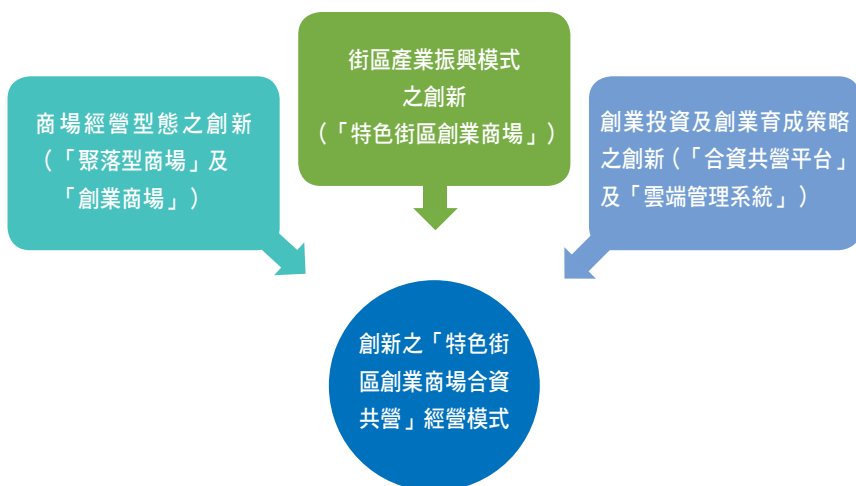 商場經營型態之創新
（「聚落型商場」及
「創業商場」）
街區產業振興模式
之創新
（「特色街區創業商場」）
創業投資及創業育成策略
之創新（「合資共營平台」
及「雲端管理系統」）
創新之「特色街
區創業商場合資
共營」經營模式